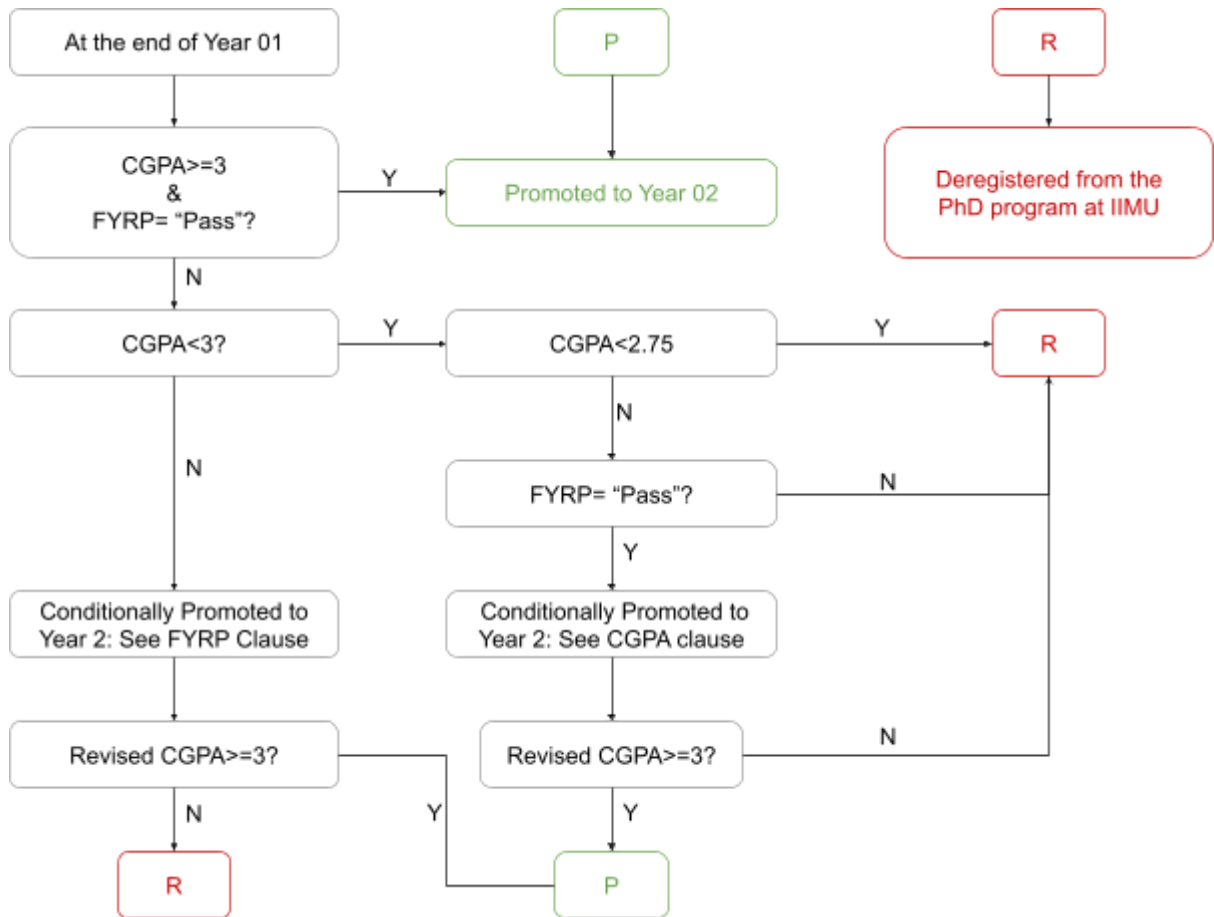 At the end of Year 01
P
R
CGPA>=3
&
FYRP= “Pass”?
Y
Promoted to Year 02
Deregistered from the
PhD program at IIMU
N
CGPA<3?
Y
CGPA<2.75
Y
R
N
N
FYRP= “Pass”?
N
Y
Conditionally Promoted to
Year 2: See FYRP Clause
Conditionally Promoted to
Year 2: See CGPA clause
Revised CGPA>=3?
Revised CGPA>=3?
N
N
Y
Y
R
P